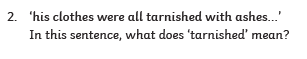 2. ‘his clothes were all tarnished with ashes...’
In this sentence, what does ‘tarnished’ mean?